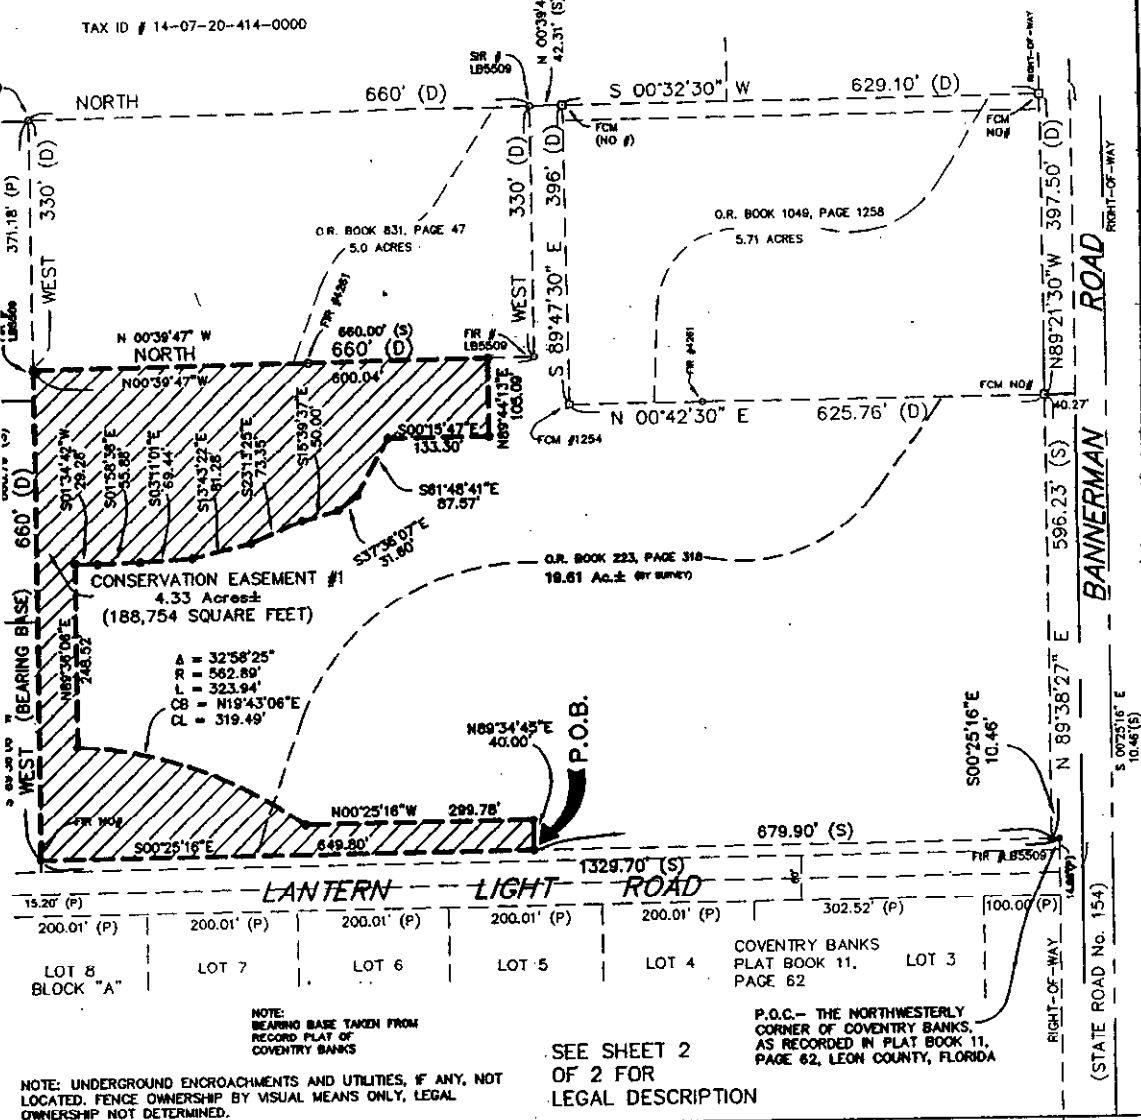 TAX ID # 14-07-20-414-0000
SIR #
LB5509
42.31' (S)
RIGHT-OF-WAY
NORTH
660' (D)
S 00°32'30" W
629.10' (D)
FCM
(NO #)
FCM
NO#
371.18' (P)
WEST 330' (D)
330' (D)
WEST
396' (D)
S 89°47'30" E
N89°21'30"W 397.50' (D)
RIGHT-OF-WAY
O.R. BOOK 831, PAGE 47
5.0 ACRES
O.R. BOOK 1049, PAGE 1258
5.71 ACRES
BANNERMAN ROAD
LB5509
FIR #4261
N 00°39'47" W
NORTH
660.00' (S)
660' (D)
FIR #
LB5509
N00°39'47"W
600.04'
FIR #4261
FCM NO#
40.27'
N89°44'13"E
105.09
FCM #1254
N 00°42'30" E
625.76' (D)
S00°15'47"E
133.30'
S01°34'42"W
29.26'
S01°58'36"E
55.88'
S03°11'01"E
69.44'
S13°43'22"E
81.28'
S23°13'25"E
73.35'
S15°39'37"E
50.00'
S61°48'41"E
87.57'
S37°36'07"E
31.60'
660' (D)
(BEARING BASE)
WEST
596.23' (S)
N 89°38'27" E
CONSERVATION EASEMENT #1
4.33 Acres±
(188,754 SQUARE FEET)
O.R. BOOK 223, PAGE 318
19.61 Ac.± (BY SURVEY)
N89°36'06"E
248.52
Δ = 32°58'25"
R = 562.89'
L = 323.94'
CB = N19°43'06"E
CL = 319.49'
N89°34'45"E
40.00'
P.O.B.
S00°25'16"E
10.46'
S 00°25'16" E
10.46'(S)
N00°25'16"W 299.78'
FIR NO#
S00°25'16"E
649.80'
679.90' (S)
FIR #LB5509
1329.70' (S)
LANTERN LIGHT ROAD
60'
15.20' (P)
200.01' (P)
200.01' (P)
200.01' (P)
200.01' (P)
200.01' (P)
302.52' (P)
100.00'(P)
LOT 8
BLOCK "A"
LOT 7
LOT 6
LOT 5
LOT 4
COVENTRY BANKS
PLAT BOOK 11,
PAGE 62
LOT 3
RIGHT-OF-WAY
(STATE ROAD No. 154)
NOTE:
BEARING BASE TAKEN FROM
RECORD PLAT OF
COVENTRY BANKS
P.O.C.- THE NORTHWESTERLY
CORNER OF COVENTRY BANKS,
AS RECORDED IN PLAT BOOK 11,
PAGE 62, LEON COUNTY, FLORIDA
SEE SHEET 2
OF 2 FOR
LEGAL DESCRIPTION
NOTE: UNDERGROUND ENCROACHMENTS AND UTILITIES, IF ANY, NOT
LOCATED. FENCE OWNERSHIP BY VISUAL MEANS ONLY, LEGAL
OWNERSHIP NOT DETERMINED.